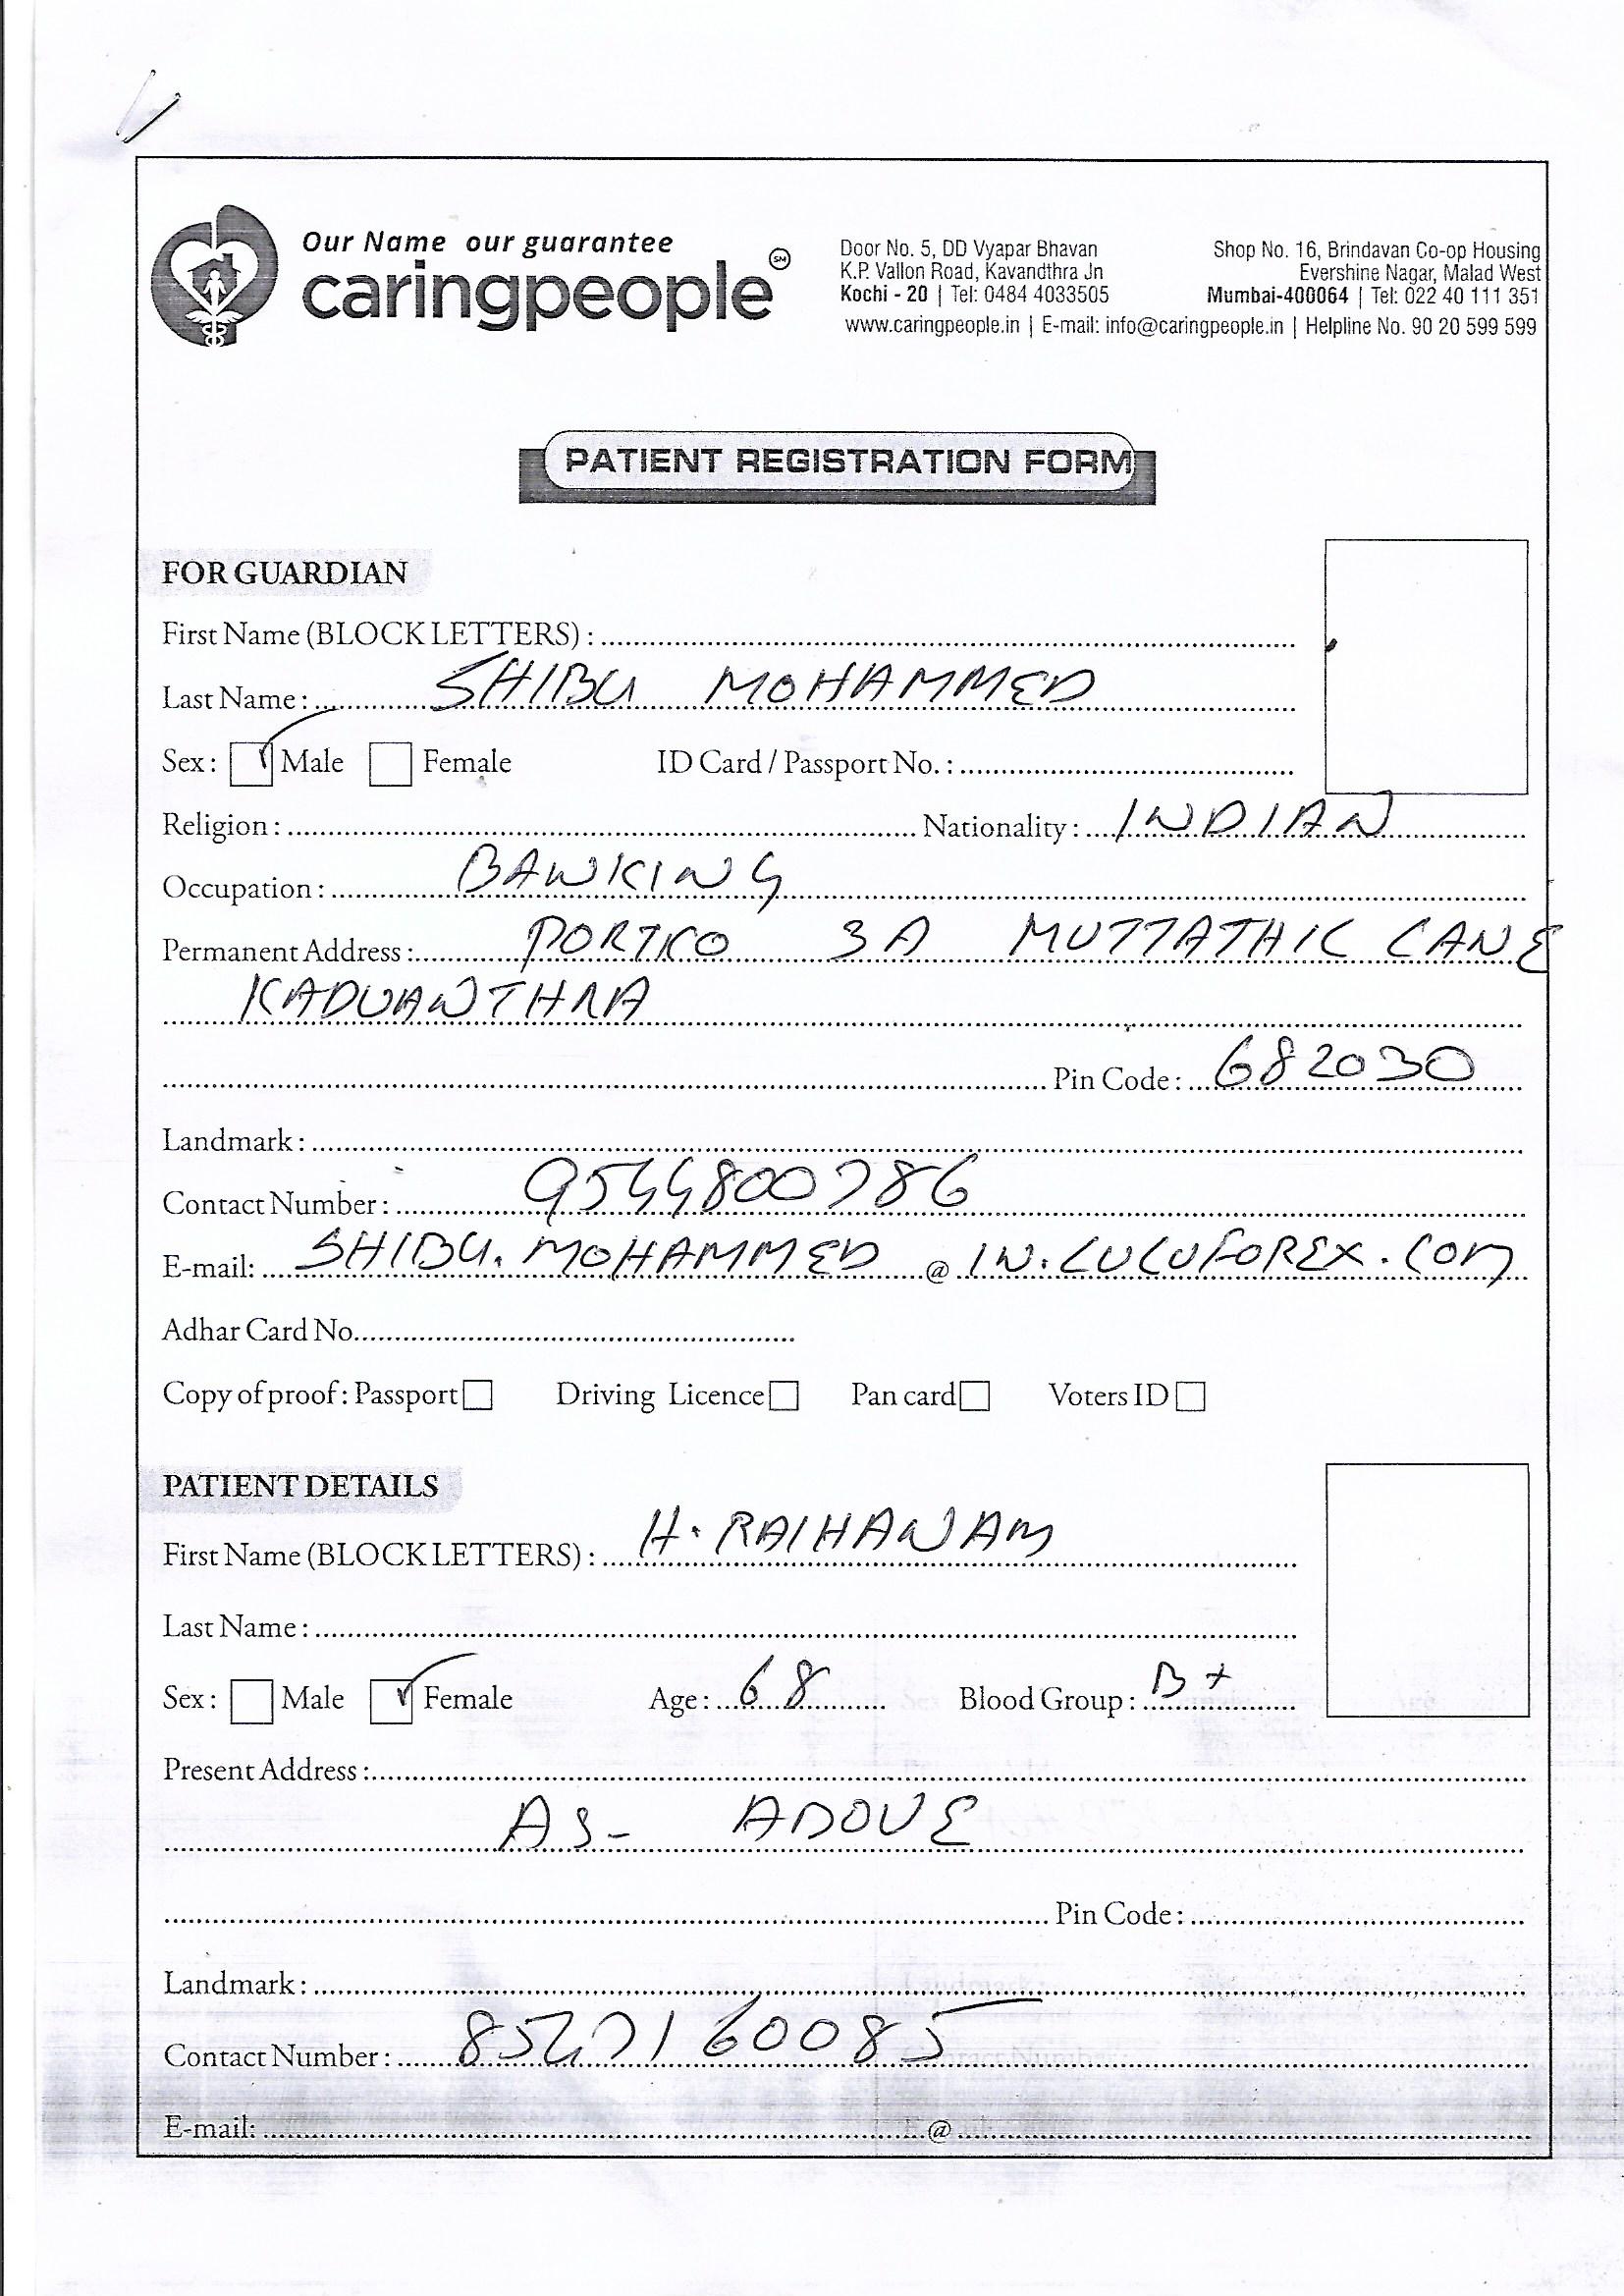 Our Name our guarantee
caringpeople SM
Door No. 5, DD Vyapar Bhavan
K.P. Vallon Road, Kavandthra Jn
Kochi - 20 | Tel: 0484 4033505
Shop No. 16, Brindavan Co-op Housing
Evershine Nagar, Malad West
Mumbai-400064 | Tel: 022 40 111 351
www.caringpeople.in | E-mail: info@caringpeople.in | Helpline No. 90 20 599 599
PATIENT REGISTRATION FORM
FOR GUARDIAN
First Name (BLOCK LETTERS) :
Last Name : SHIBU MOHAMMED
Sex : Male Female ID Card / Passport No. :
Religion : Nationality : INDIAN
Occupation : BANKING
Permanent Address : PORTICO 3A MUTTATHIL LANE
KADVANTHRA
Pin Code : 682030
Landmark :
Contact Number : 9544800786
E-mail: SHIBU.MOHAMMED @ IN.LULUFOREX.COM
Adhar Card No.
Copy of proof : Passport Driving Licence Pan card Voters ID
PATIENT DETAILS
First Name (BLOCK LETTERS) : H. RAIHANAM
Last Name :
Sex : Male Female Age : 68 Blood Group : B+
Present Address :
AS- ABOVE
Pin Code :
Landmark :
Contact Number :
E-mail: @